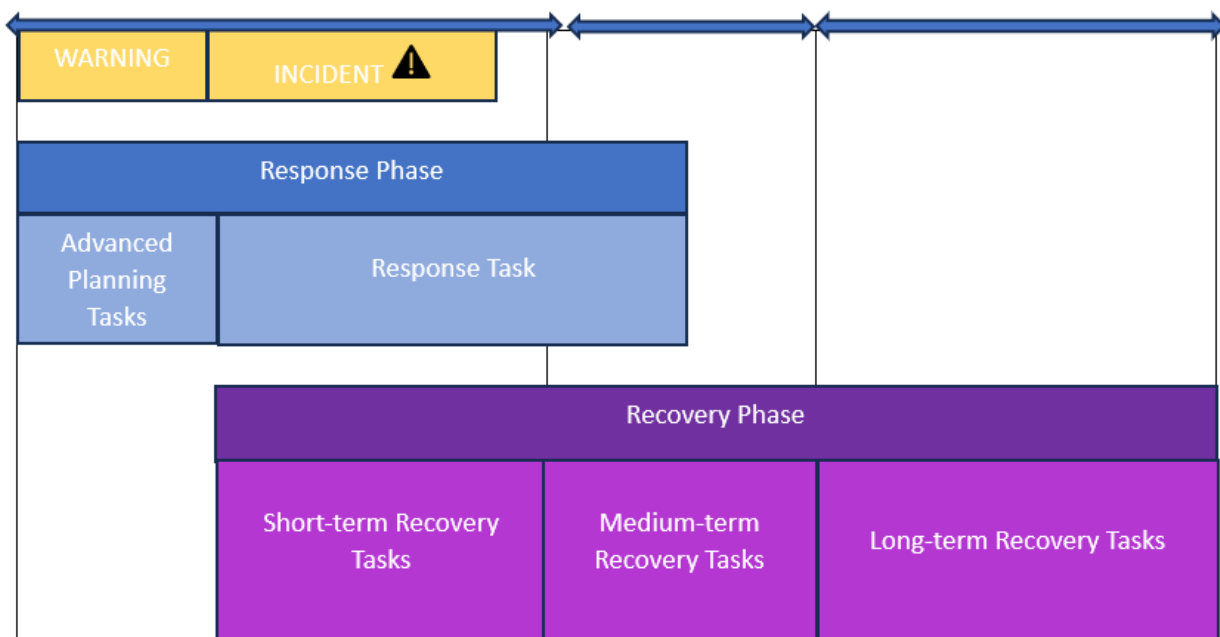 WARNING
INCIDENT
Response Phase
Advanced
Planning
Tasks
Response Task
Recovery Phase
Short-term Recovery
Tasks
Medium-term
Recovery Tasks
Long-term Recovery Tasks